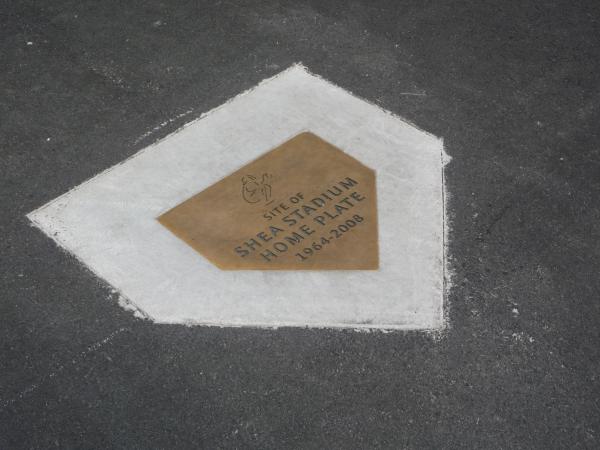 SITE OF
SHEA STADIUM
HOME PLATE
1964-2008